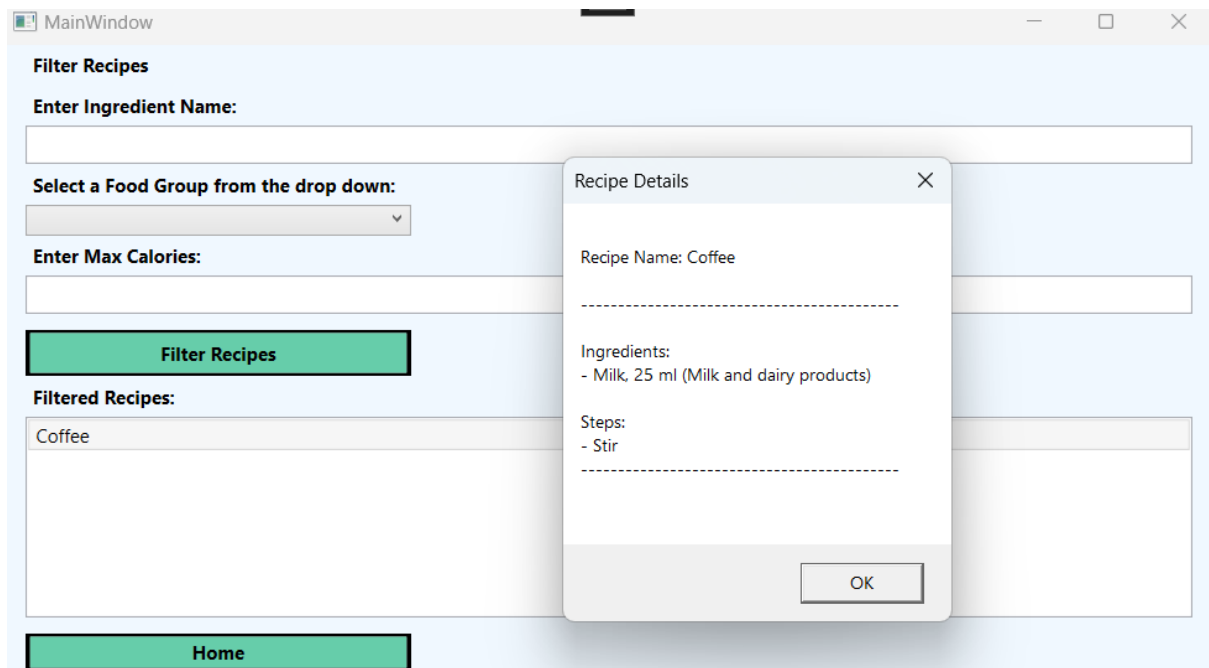 MainWindow
Filter Recipes
Enter Ingredient Name:
Select a Food Group from the drop down:
Enter Max Calories:
Filter Recipes
Filtered Recipes:
Coffee
Home
Recipe Details
Recipe Name: Coffee
-------------------------------------------
Ingredients:
- Milk, 25 ml (Milk and dairy products)
Steps:
- Stir
-------------------------------------------
OK